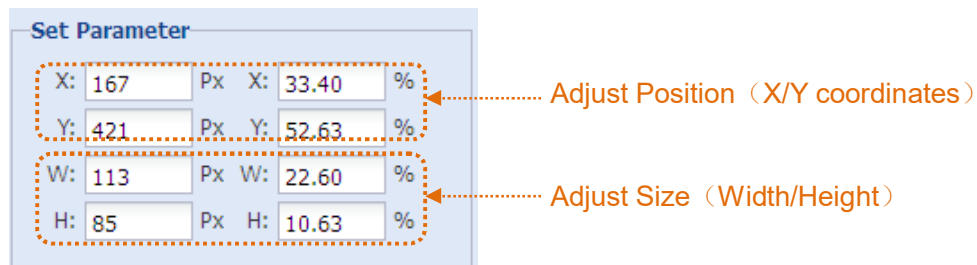 Set Parameter
X: 167 Px X: 33.40 %
Y: 421 Px Y: 52.63 %
Adjust Position（X/Y coordinates）
W: 113 Px W: 22.60 %
H: 85 Px H: 10.63 %
Adjust Size（Width/Height）